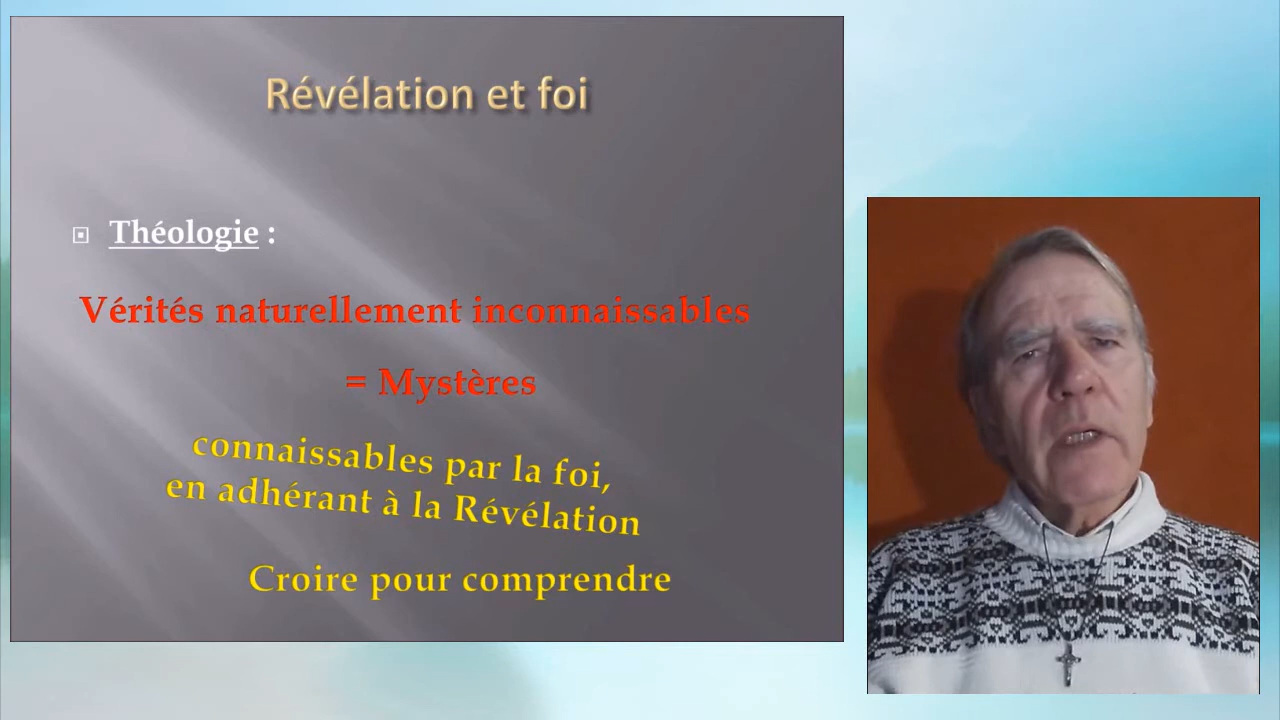 Révélation et foi
Théologie :
Vérités naturellement inconnaissables
= Mystères
connaissables par la foi,
en adhérant à la Révélation
Croire pour comprendre